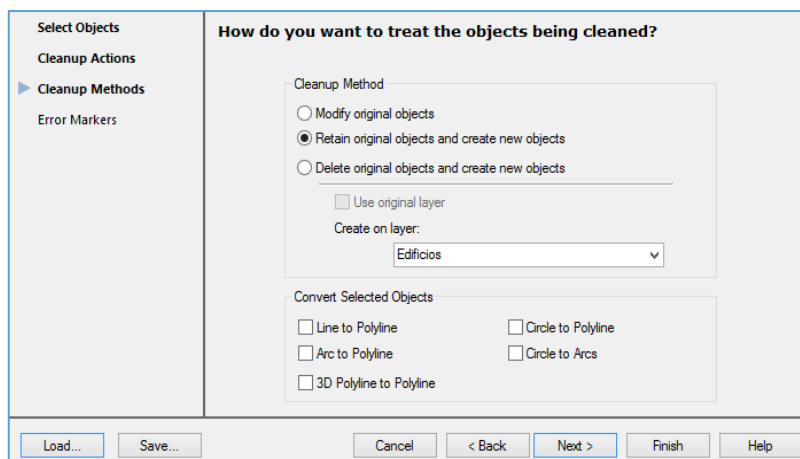 Select Objects
Cleanup Actions
Cleanup Methods
Error Markers
How do you want to treat the objects being cleaned?
Cleanup Method
Modify original objects
Retain original objects and create new objects
Delete original objects and create new objects
Use original layer
Create on layer:
Edificios
Convert Selected Objects
Line to Polyline
Circle to Polyline
Arc to Polyline
Circle to Arcs
3D Polyline to Polyline
Load... Save... Cancel < Back Next > Finish Help